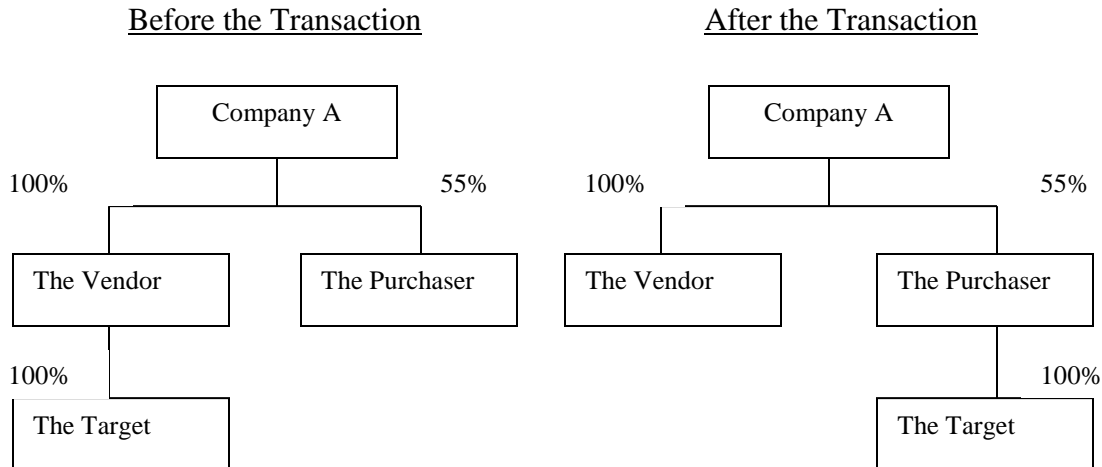 Before the Transaction
After the Transaction
Company A
Company A
100%
55%
100%
55%
The Vendor
The Purchaser
The Vendor
The Purchaser
100%
100%
The Target
The Target